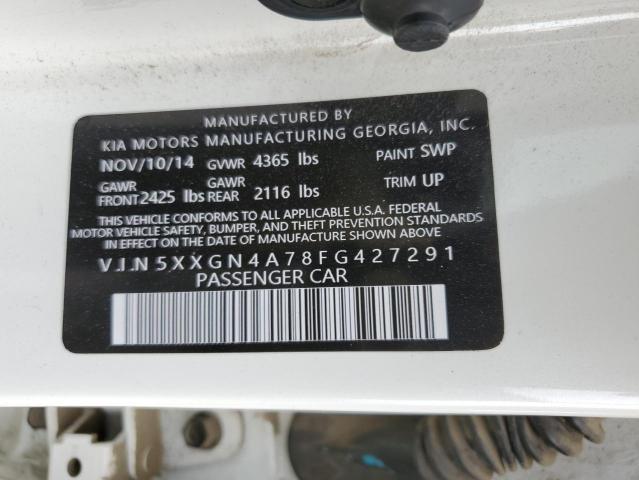 MANUFACTURED BY
KIA MOTORS MANUFACTURING GEORGIA, INC.
NOV/10/14 GVWR 4365 lbs PAINT SWP
GAWR FRONT 2425 lbs GAWR REAR 2116 lbs TRIM UP
THIS VEHICLE CONFORMS TO ALL APPLICABLE U.S.A. FEDERAL
MOTOR VEHICLE SAFETY, BUMPER, AND THEFT PREVENTION STANDARDS
IN EFFECT ON THE DATE OF MANUFACTURE SHOWN ABOVE
V.I.N 5XXGN4A78FG427291
PASSENGER CAR